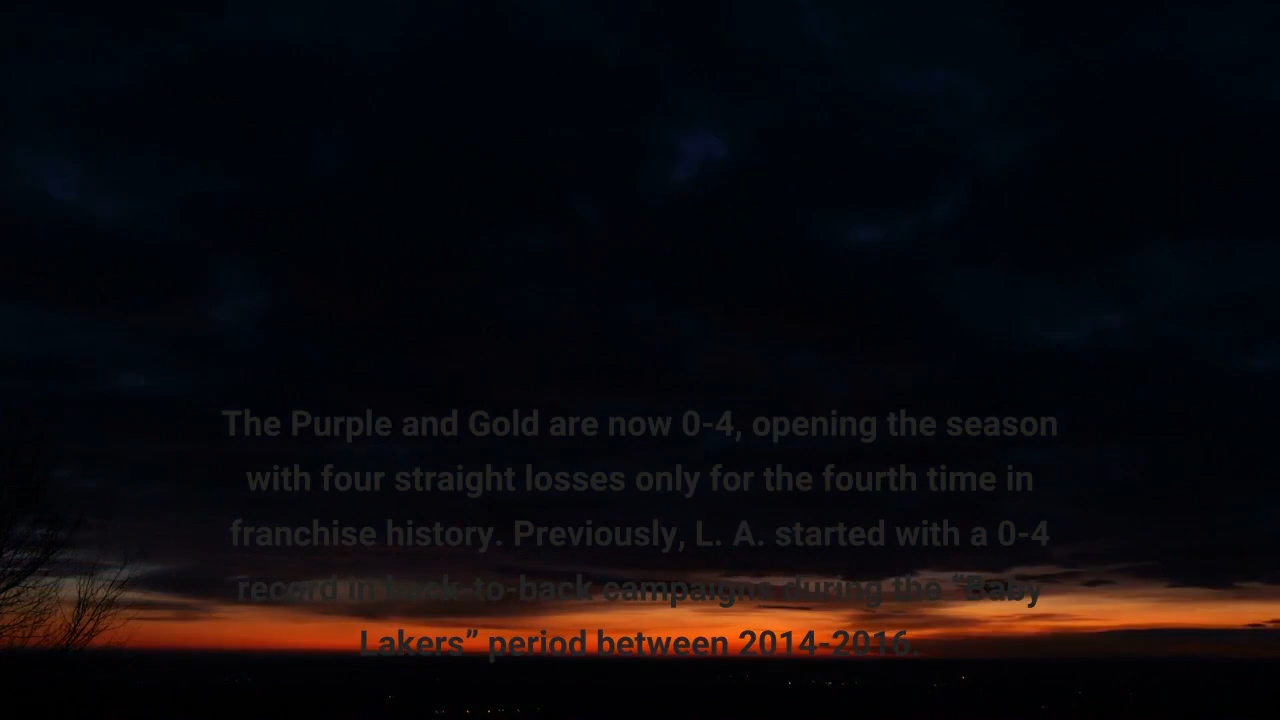 The Purple and Gold are now 0-4, opening the season
with four straight losses only for the fourth time in
franchise history. Previously, L. A. started with a 0-4
record in back-to-back campaigns during the “Baby
Lakers” period between 2014-2016.